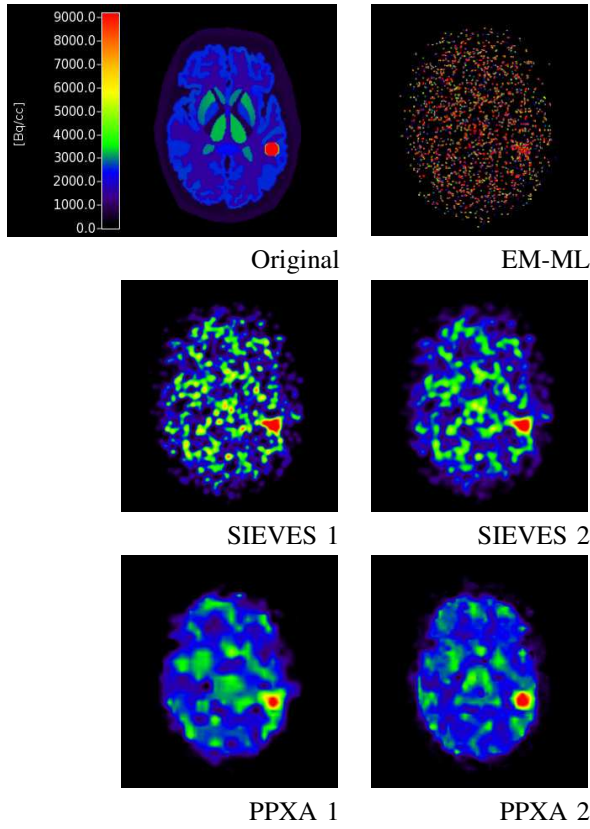 [Bq/cc]
9000.0
8000.0
7000.0
6000.0
5000.0
4000.0
3000.0
2000.0
1000.0
0.0
Original
EM-ML
SIEVES 1
SIEVES 2
PPXA 1
PPXA 2